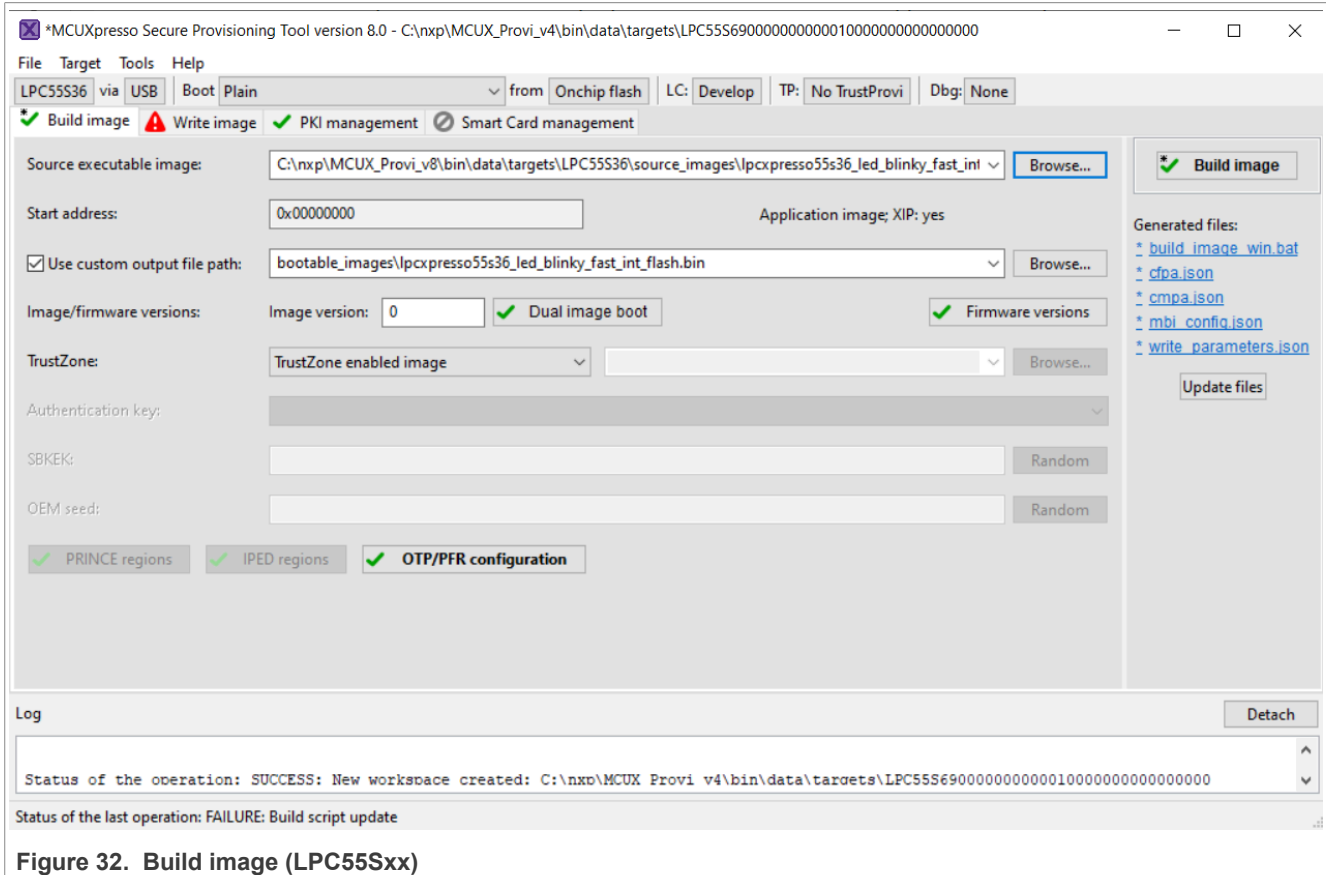 *MCUXpresso Secure Provisioning Tool version 8.0 - C:\nxp\MCUX_Provi_v4\bin\data\targets\LPC55S69000000000000010000000000000000
File Target Tools Help
LPC55S36 via USB Boot Plain from Onchip flash LC: Develop TP: No TrustProvi Dbg: None
* Build image Write image PKI management Smart Card management
Source executable image: C:\nxp\MCUX_Provi_v8\bin\data\targets\LPC55S36\source_images\lpcxpresso55s36_led_blinky_fast_int Browse... * Build image
Start address: 0x00000000 Application image; XIP: yes
Generated files:
Use custom output file path: bootable_images\lpcxpresso55s36_led_blinky_fast_int_flash.bin Browse...
* build_image_win.bat
* cfpa.json
* cmpa.json
Image/firmware versions: Image version: 0 Dual image boot Firmware versions
* mbi_config.json
* write_parameters.json
TrustZone: TrustZone enabled image Browse...
Update files
Authentication key:
SBKEK: Random
OEM seed: Random
PRINCE regions IPED regions OTP/PFR configuration
Log Detach
Status of the operation: SUCCESS: New workspace created: C:\nxp\MCUX_Provi_v4\bin\data\targets\LPC55S69000000000000010000000000000000
Status of the last operation: FAILURE: Build script update
Figure 32. Build image (LPC55Sxx)